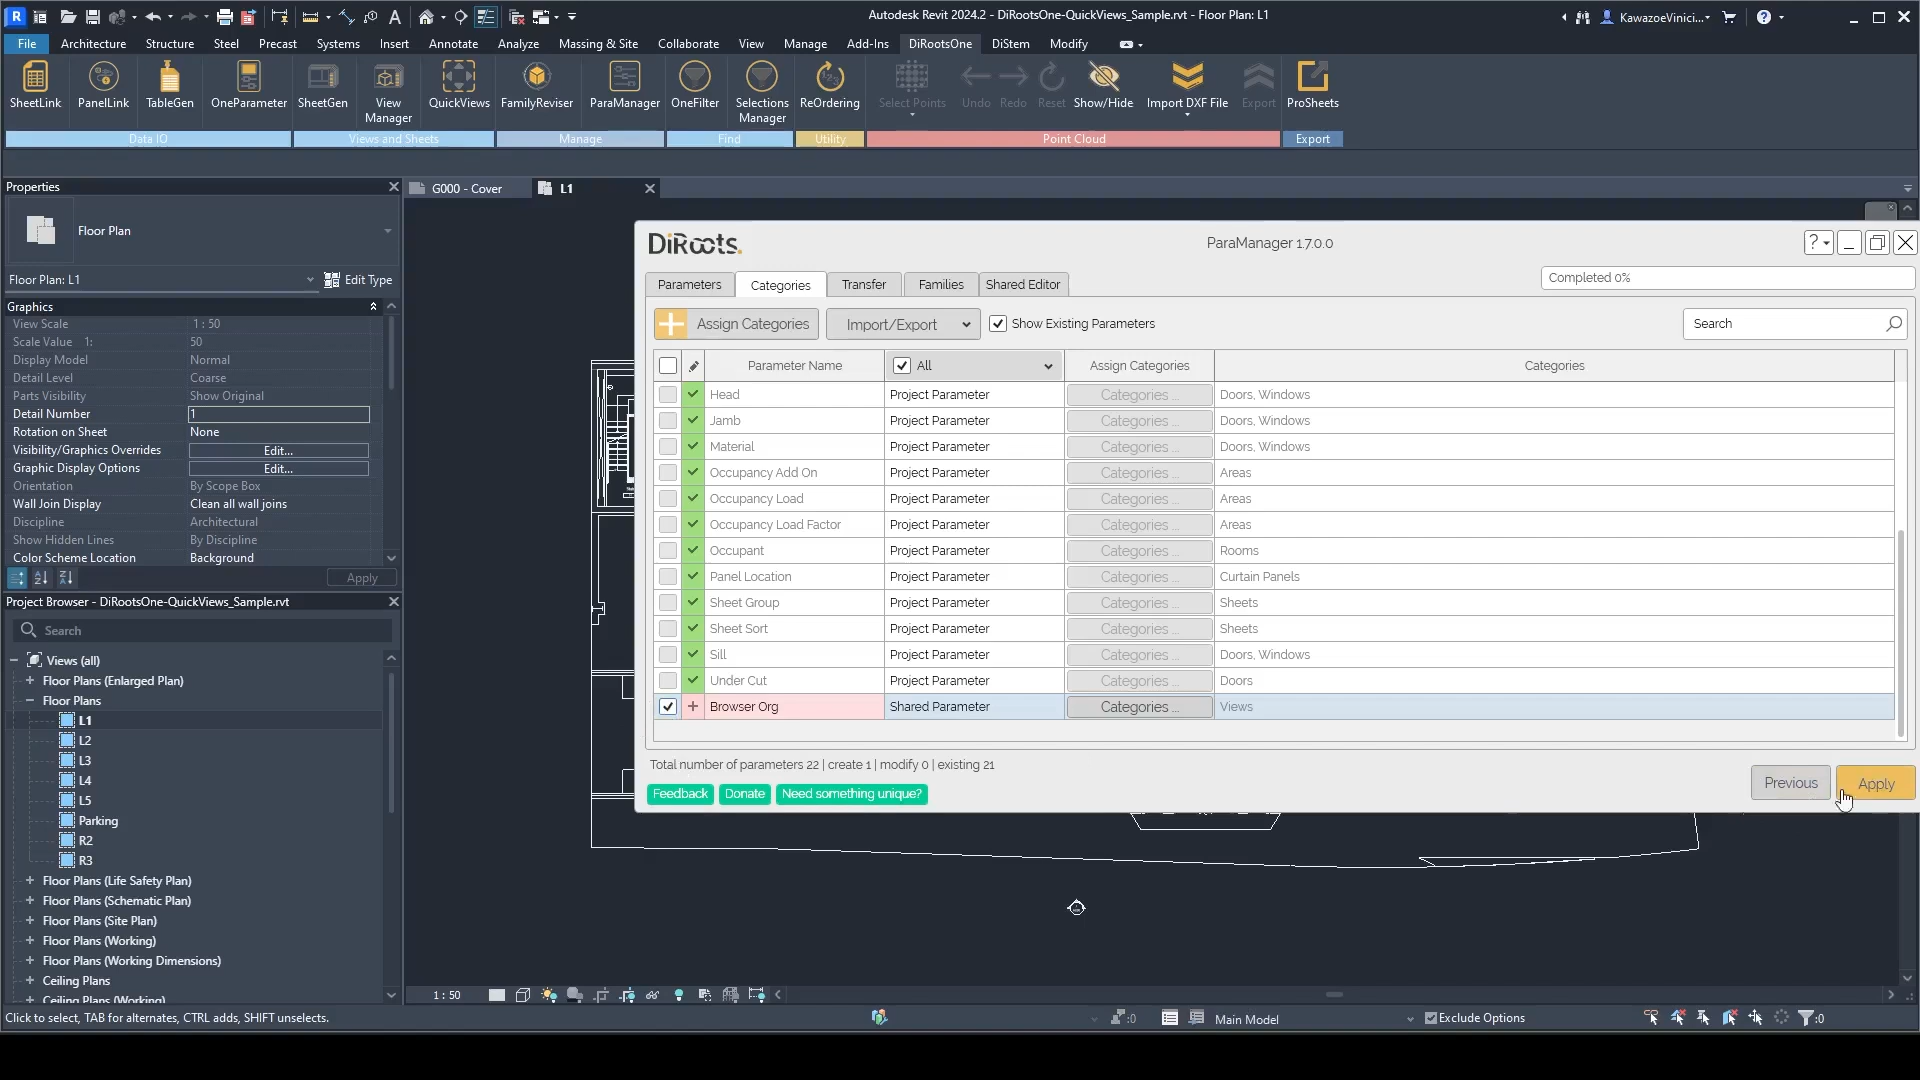 Autodesk Revit 2024.2 - DiRootsOne-QuickViews_Sample.rvt - Floor Plan: L1
KawazoeVinici...
File Architecture Structure Steel Precast Systems Insert Annotate Analyze Massing & Site Collaborate View Manage Add-Ins DiRootsOne DiStem Modify
SheetLink PanelLink TableGen OneParameter SheetGen View Manager QuickViews FamilyReviser ParaManager OneFilter Selections Manager ReOrdering Select Points Undo Redo Reset Show/Hide Import DXF File Export ProSheets
Data IO Views and Sheets Manage Find Utility Point Cloud Export
Properties
G000 - Cover L1
Floor Plan
Floor Plan: L1 Edit Type
Graphics
View Scale 1 : 50
Scale Value 1: 50
Display Model Normal
Detail Level Coarse
Parts Visibility Show Original
Detail Number 1
Rotation on Sheet None
Visibility/Graphics Overrides Edit...
Graphic Display Options Edit...
Orientation By Scope Box
Wall Join Display Clean all wall joins
Discipline Architectural
Show Hidden Lines By Discipline
Color Scheme Location Background
Apply
Project Browser - DiRootsOne-QuickViews_Sample.rvt
Search
Views (all)
Floor Plans (Enlarged Plan)
Floor Plans
L1
L2
L3
L4
L5
Parking
R2
R3
Floor Plans (Life Safety Plan)
Floor Plans (Schematic Plan)
Floor Plans (Site Plan)
Floor Plans (Working)
Floor Plans (Working Dimensions)
Ceiling Plans
Ceiling Plans (Working)
DiRoots.
ParaManager 1.7.0.0
Parameters Categories Transfer Families Shared Editor
Completed 0%
Assign Categories Import/Export Show Existing Parameters Search
Parameter Name All Assign Categories Categories
Head Project Parameter Categories ... Doors, Windows
Jamb Project Parameter Categories ... Doors, Windows
Material Project Parameter Categories ... Doors, Windows
Occupancy Add On Project Parameter Categories ... Areas
Occupancy Load Project Parameter Categories ... Areas
Occupancy Load Factor Project Parameter Categories ... Areas
Occupant Project Parameter Categories ... Rooms
Panel Location Project Parameter Categories ... Curtain Panels
Sheet Group Project Parameter Categories ... Sheets
Sheet Sort Project Parameter Categories ... Sheets
Sill Project Parameter Categories ... Doors, Windows
Under Cut Project Parameter Categories ... Doors
Browser Org Shared Parameter Categories ... Views
Total number of parameters 22 | create 1 | modify 0 | existing 21
Feedback Donate Need something unique?
Previous Apply
1 : 50
Click to select, TAB for alternates, CTRL adds, SHIFT unselects.
:0
Main Model
Exclude Options
:0